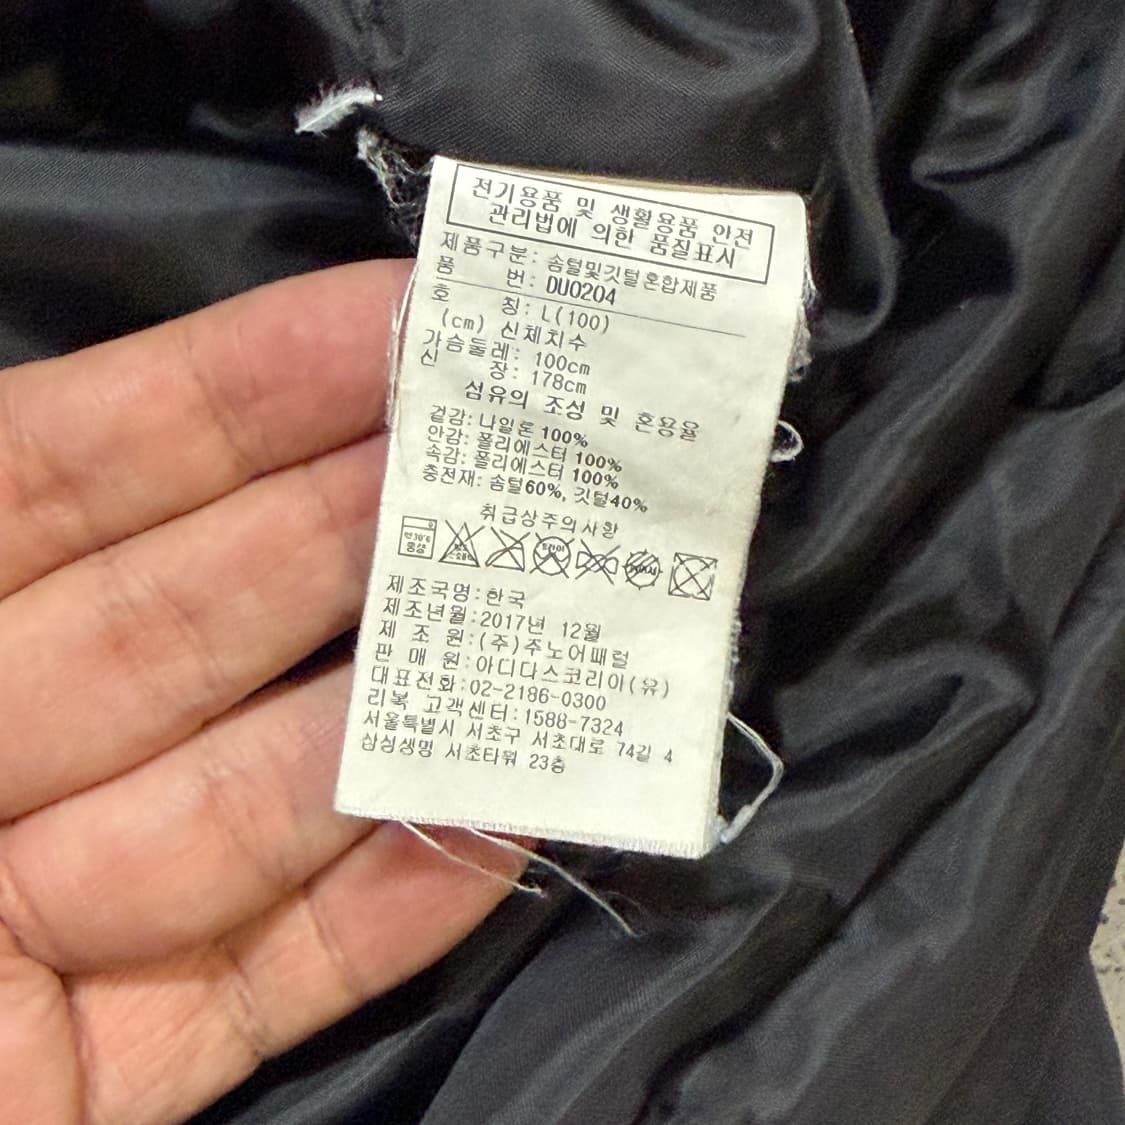 전기용품 및 생활용품 안전
관리법에 의한 품질표시
제품구분: 솜털및깃털혼합제품
품 번: DU0204
호 칭: L(100)
(cm) 신체치수
가슴둘레: 100cm
신 장: 178cm
섬유의 조성 및 혼용율
겉감: 나일론 100%
안감: 폴리에스터 100%
속감: 폴리에스터 100%
충전재: 솜털60%, 깃털40%
취급상주의사항
중성
드라이
제조국명:한국
제조년월:2017년 12월
제 조 원:(주)주노어패럴
판 매 원:아디다스코리아(유)
대표전화:02-2186-0300
리복 고객센터:1588-7324
서울특별시 서초구 서초대로 74길 4
삼성생명 서초타워 23층